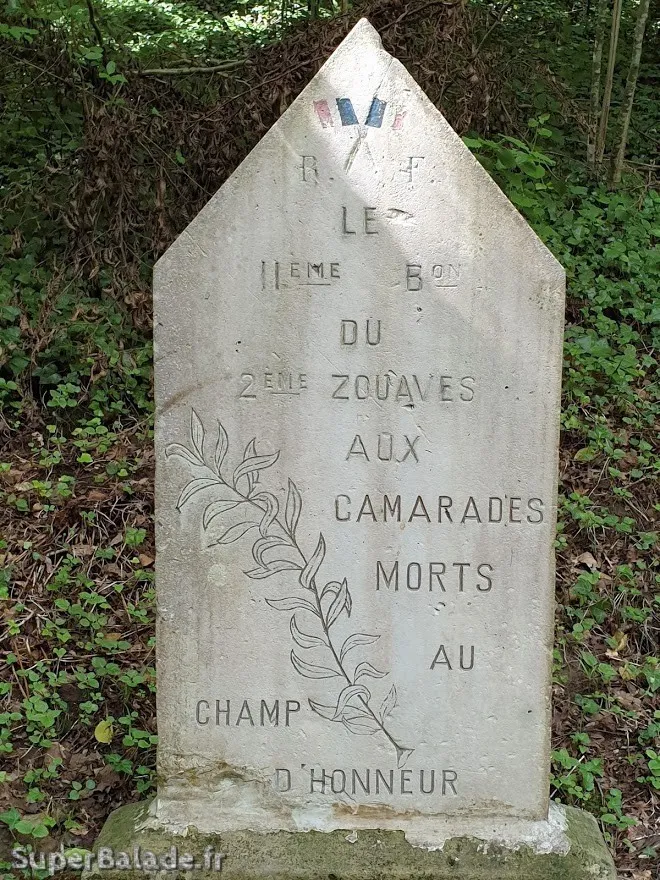 R. F.
LE
11EME BON
DU
2EME ZOUAVES
AUX
CAMARADES
MORTS
AU
CHAMP
D'HONNEUR
SuperBalade.fr